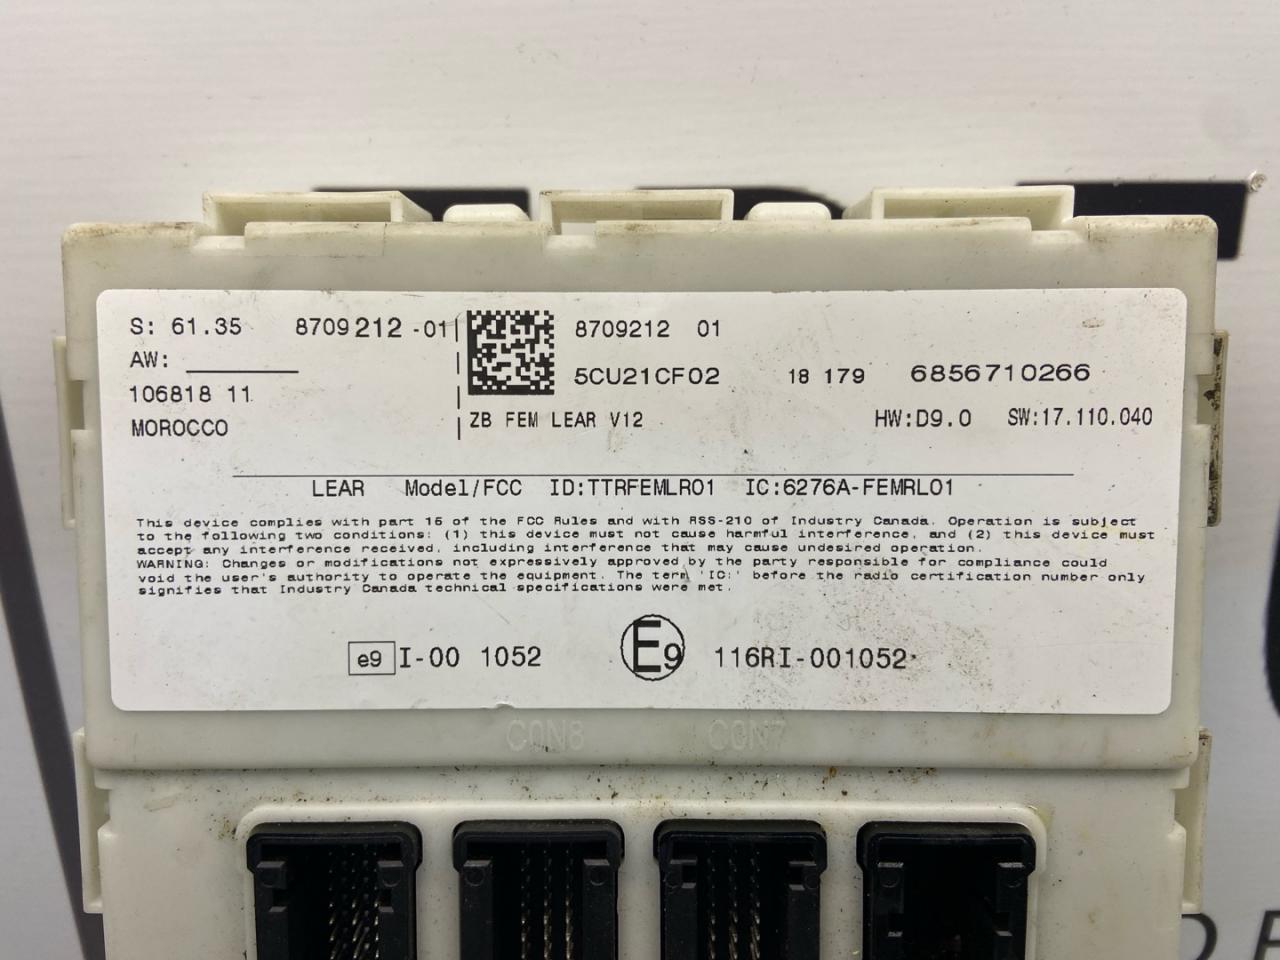 S: 61.35 8709212 -01
AW:
106818 11
MOROCCO
8709212 01
5CU21CF02 18 179 6856710266
ZB FEM LEAR V12 HW:D9.0 SW:17.110.040
LEAR Model/FCC ID:TTRFEMLR01 IC:6276A-FEMRL01
This device complies with part 15 of the FCC Rules and with RSS-210 of Industry Canada. Operation is subject
to the following two conditions: (1) this device must not cause harmful interference, and (2) this device must
accept any interference received, including interference that may cause undesired operation.
WARNING: Changes or modifications not expressively approved by the party responsible for compliance could
void the user's authority to operate the equipment. The term 'IC:' before the radio certification number only
signifies that Industry Canada technical specifications were met.
e9 I-00 1052 E9 116RI-001052
CON8 CON7